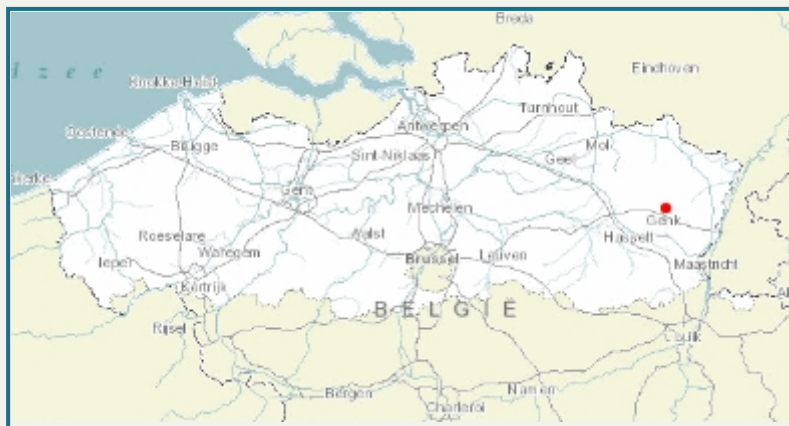 Breda
dzee
Eindhoven
Knokke-Heist
Turnhout
Oostende
Antwerpen
Brugge
Sint-Niklaas
Mol
Geel
Gent
Mechelen
Genk
Roeselare
Aalst
Hasselt
Ieper
Waregem
Brussel
Leuven
Maastricht
Kortrijk
BELGIË
Rijsel
Luik
Bergen
Namen
Charleroi